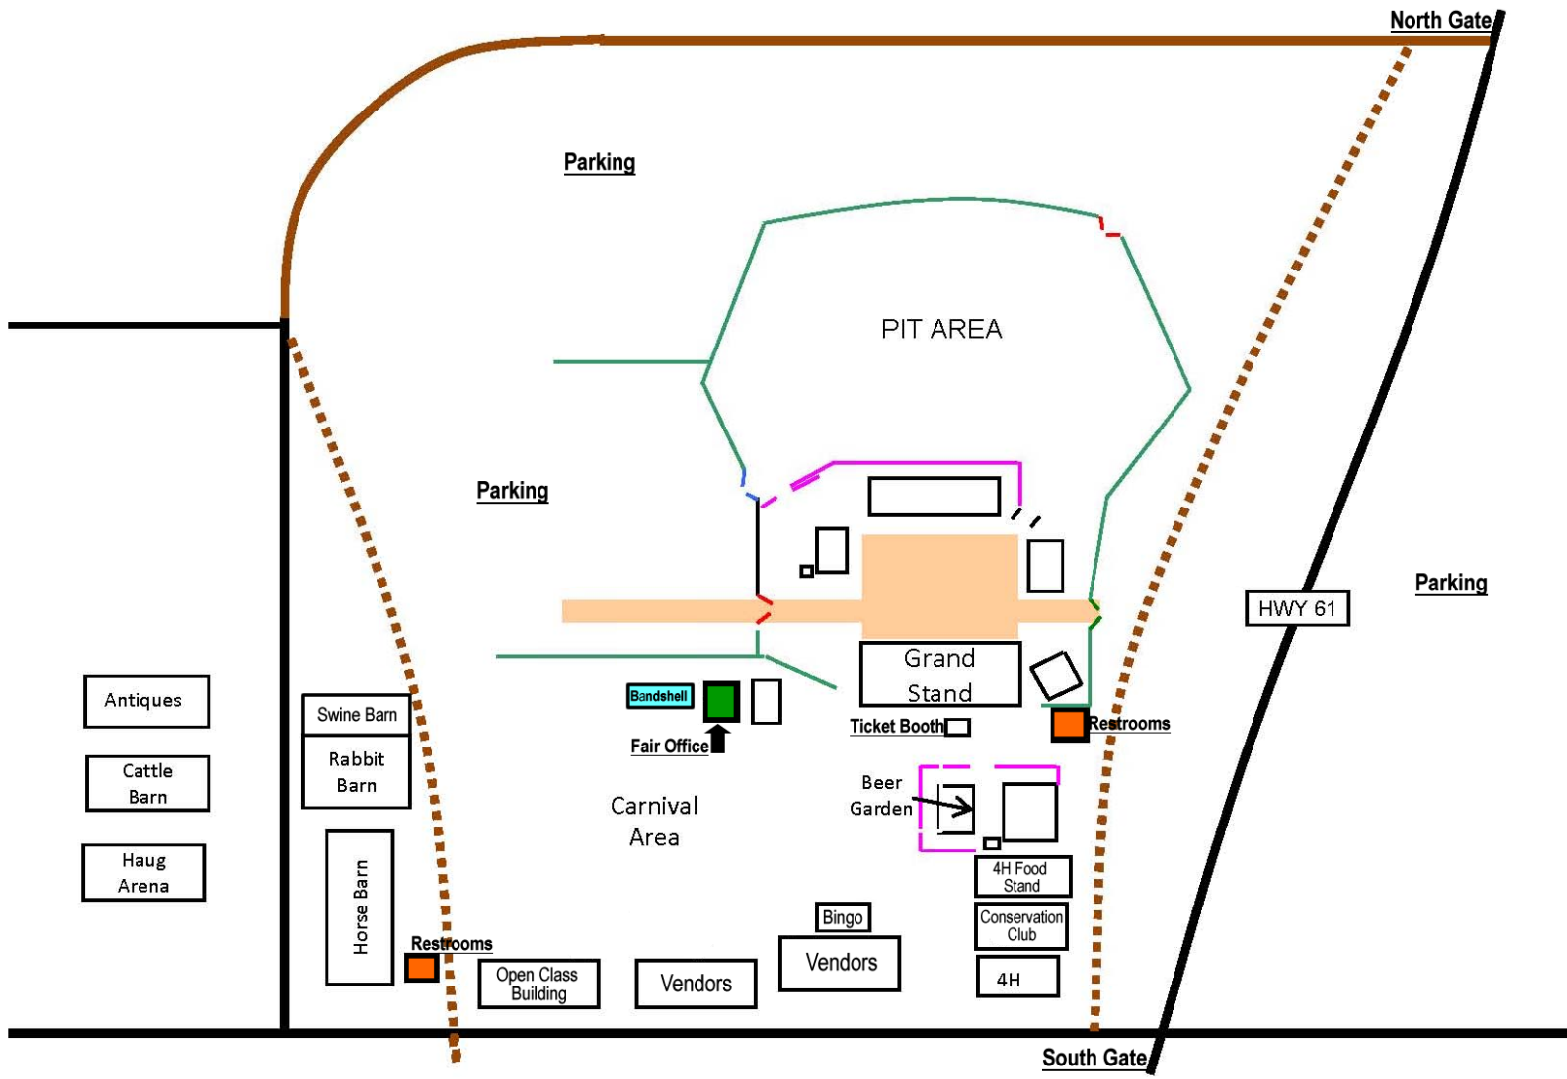 North Gate
Parking
PIT AREA
Parking
Parking
HWY 61
Grand
Stand
Antiques
Swine Barn
Bandshell
Ticket Booth
Restrooms
Fair Office
Rabbit
Barn
Cattle
Barn
Beer
Garden
Carnival
Area
Haug
Arena
4H Food
Stand
Horse Barn
Bingo
Conservation
Club
Restrooms
Vendors
Open Class
Building
Vendors
4H
South Gate